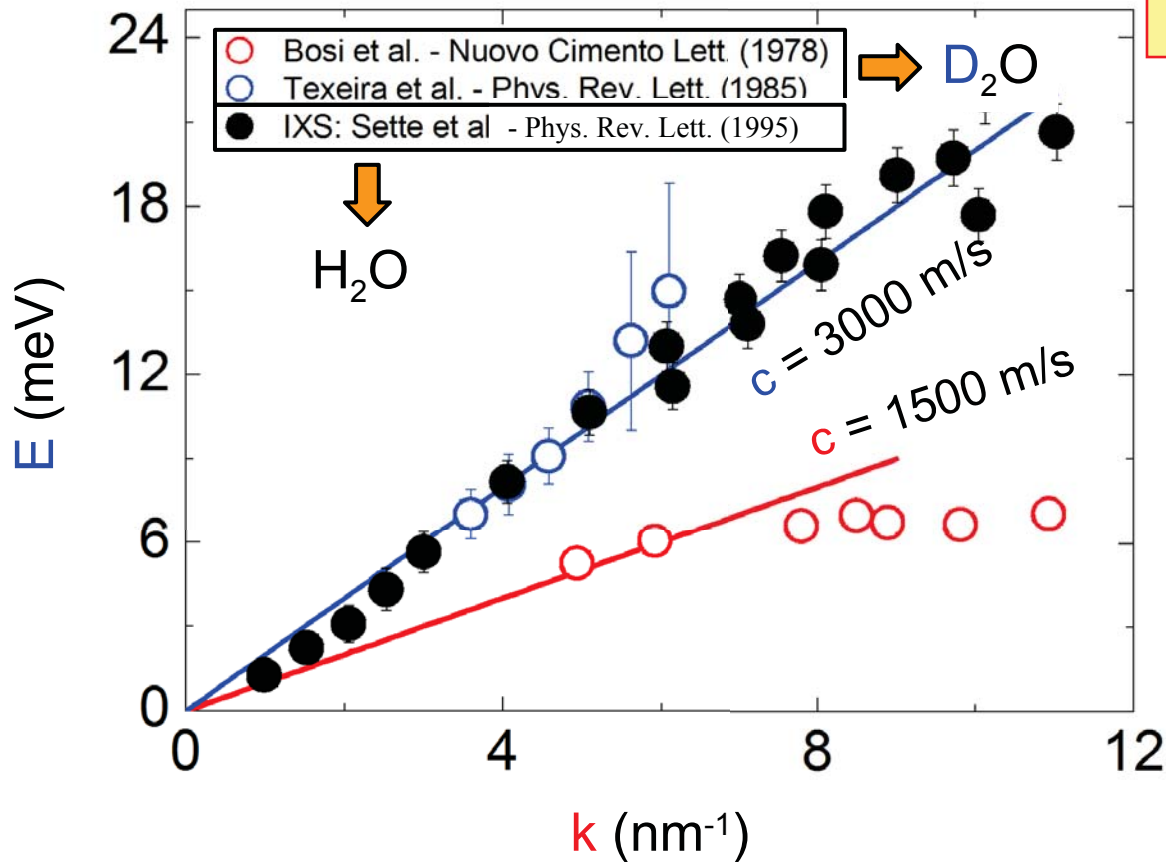 24
18
12
6
0
E (meV)
Bosi et al. - Nuovo Cimento Lett. (1978)
Texeira et al. - Phys. Rev. Lett. (1985)
IXS: Sette et al - Phys. Rev. Lett. (1995)
D₂O
H₂O
c = 3000 m/s
c = 1500 m/s
0 4 8 12
k (nm⁻¹)